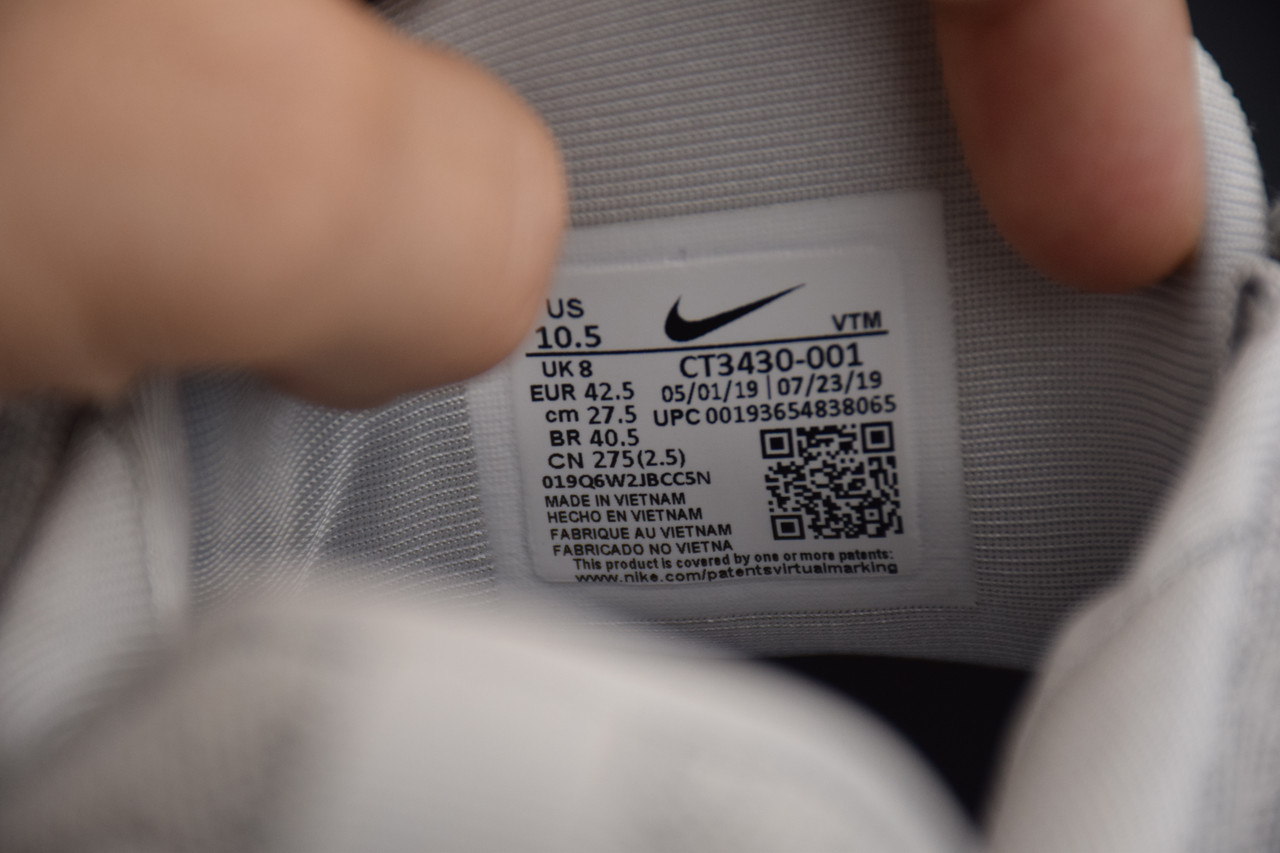 US
10.5
VTM
UK 8
CT3430-001
EUR 42.5
05/01/19 | 07/23/19
cm 27.5
UPC 00193654838065
BR 40.5
CN 275(2.5)
019Q6W2JBCC5N
MADE IN VIETNAM
HECHO EN VIETNAM
FABRIQUE AU VIETNAM
FABRICADO NO VIETNA
This product is covered by one or more patents:
www.nike.com/patentsvirtualmarking